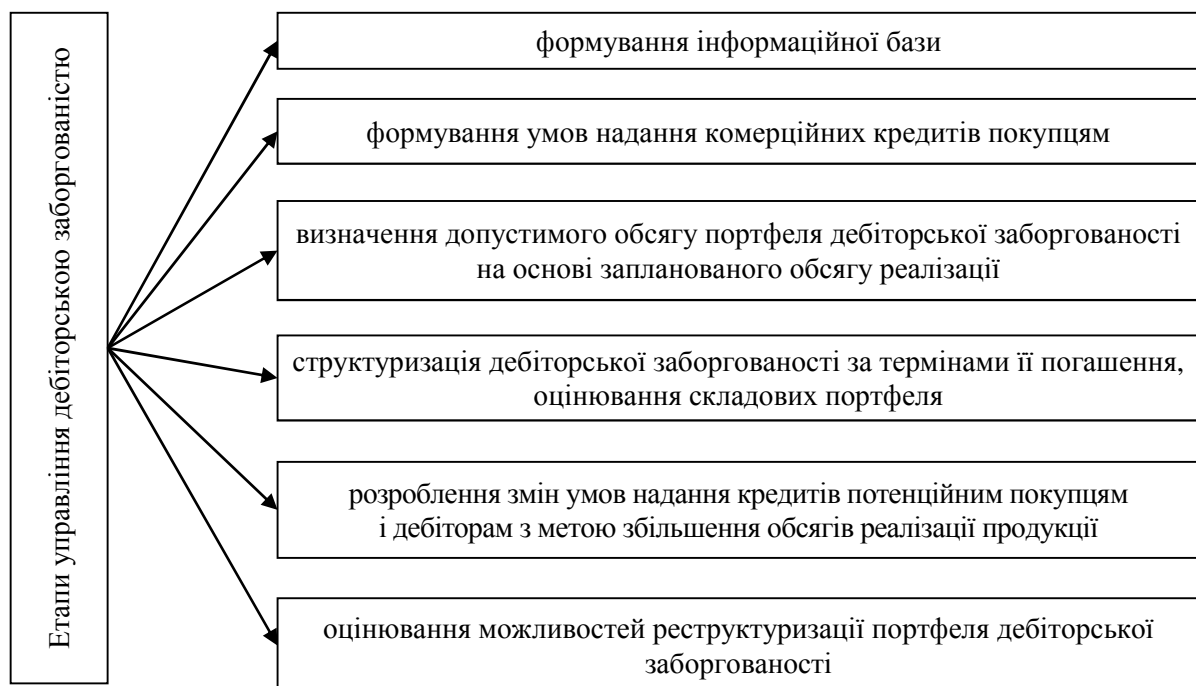 Етапи управління дебіторською заборгованістю
формування інформаційної бази
формування умов надання комерційних кредитів покупцям
визначення допустимого обсягу портфеля дебіторської заборгованості
на основі запланованого обсягу реалізації
структуризація дебіторської заборгованості за термінами її погашення,
оцінювання складових портфеля
розроблення змін умов надання кредитів потенційним покупцям
і дебіторам з метою збільшення обсягів реалізації продукції
оцінювання можливостей реструктуризації портфеля дебіторської
заборгованості